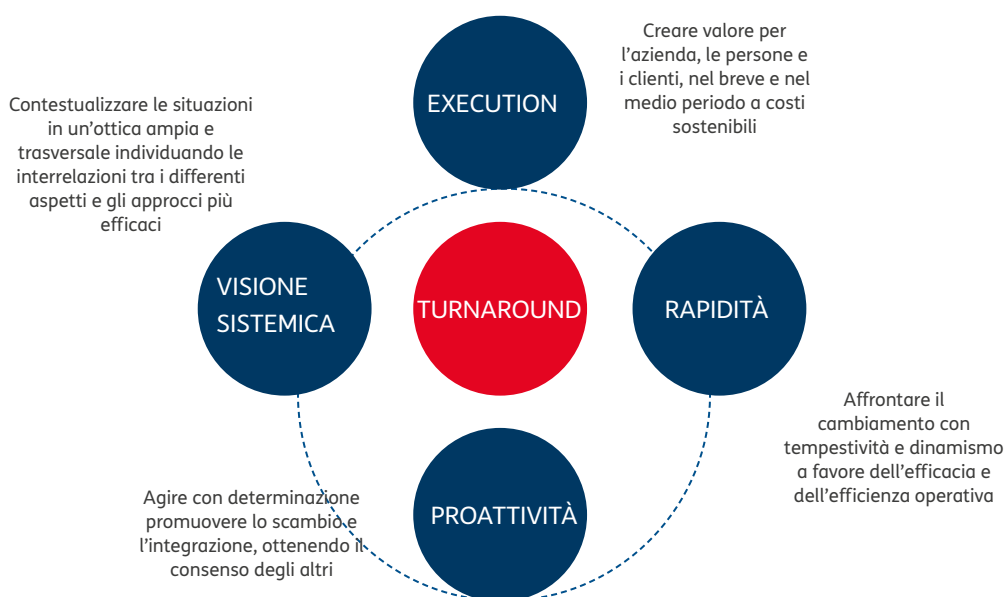 EXECUTION
Creare valore per
l'azienda, le persone e
i clienti, nel breve e nel
medio periodo a costi
sostenibili
Contestualizzare le situazioni
in un'ottica ampia e
trasversale individuando le
interrelazioni tra i differenti
aspetti e gli approcci più
efficaci
VISIONE
SISTEMICA
TURNAROUND
RAPIDITÀ
Affrontare il
cambiamento con
tempestività e dinamismo
a favore dell'efficacia e
dell'efficienza operativa
Agire con determinazione
promuovere lo scambio e
l'integrazione, ottenendo il
consenso degli altri
PROATTIVITÀ